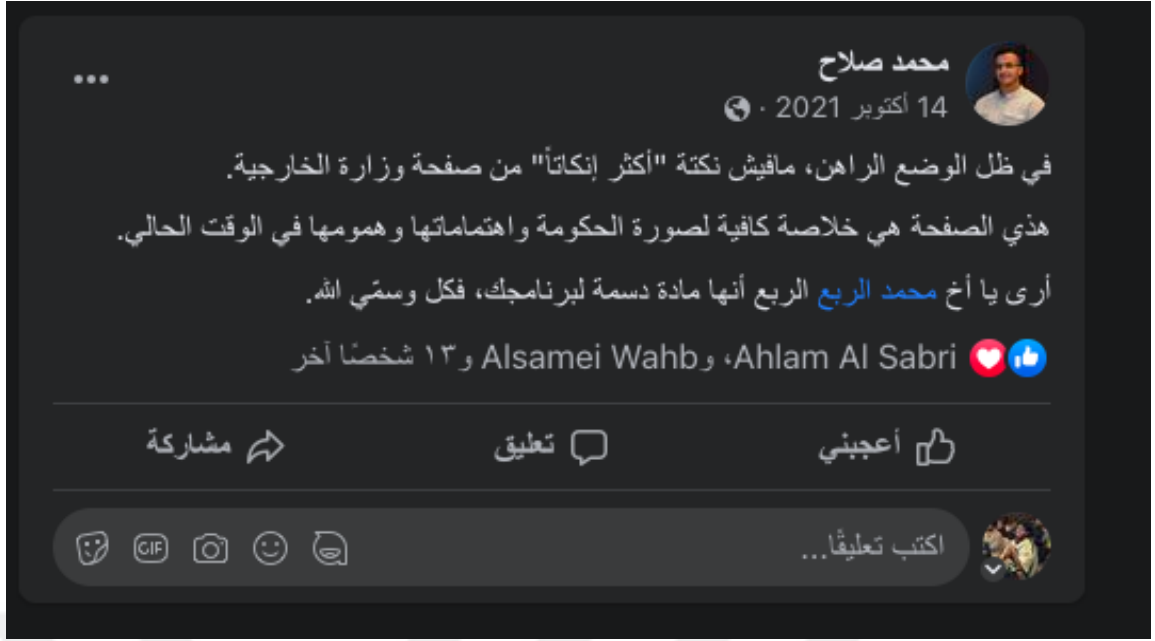 محمد صلاح
14 أكتوبر 2021 ·
في ظل الوضع الراهن، مافيش نكتة "أكثر إنكاتاً" من صفحة وزارة الخارجية.
هذي الصفحة هي خلاصة كافية لصورة الحكومة واهتماماتها وهمومها في الوقت الحالي.
أرى يا أخ محمد الربع الربع أنها مادة دسمة لبرنامجك، فكل وسمّي الله.
Ahlam Al Sabri، وAlsamei Wahb و١٣ شخصًا آخر
أعجبني تعليق مشاركة
اكتب تعليقًا...
GIF